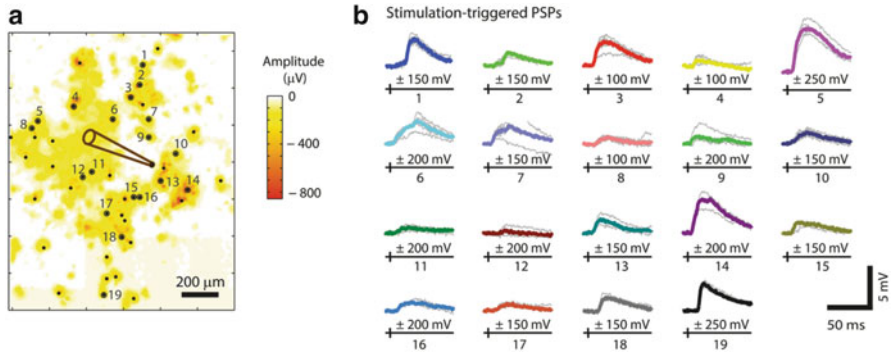 a
Amplitude
(µV)
0
− 400
− 800
1
2
3
4
5
6
7
8
9
10
11
12
13
14
15
16
17
18
19
200 µm
b
Stimulation-triggered PSPs
± 150 mV ± 150 mV ± 100 mV ± 100 mV ± 250 mV
1 2 3 4 5
± 200 mV ± 150 mV ± 100 mV ± 200 mV ± 150 mV
6 7 8 9 10
± 200 mV ± 200 mV ± 150 mV ± 200 mV ± 150 mV
11 12 13 14 15
± 200 mV ± 150 mV ± 150 mV ± 250 mV
16 17 18 19
5 mV
50 ms